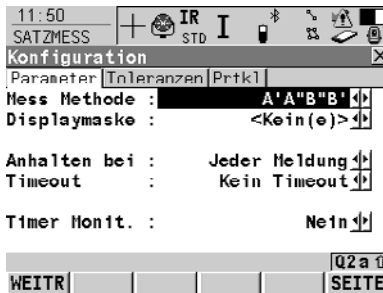 11:50
SATZMESS
IR
STD
I
Konfiguration
Parameter Toleranzen Prtkl
Mess Methode : A'A"B"B'
Displaymaske : <Kein(e)>
Anhalten bei : Jeder Meldung
Timeout : Kein Timeout
Timer Monit. : Nein
Q2a
WEITR SEITE